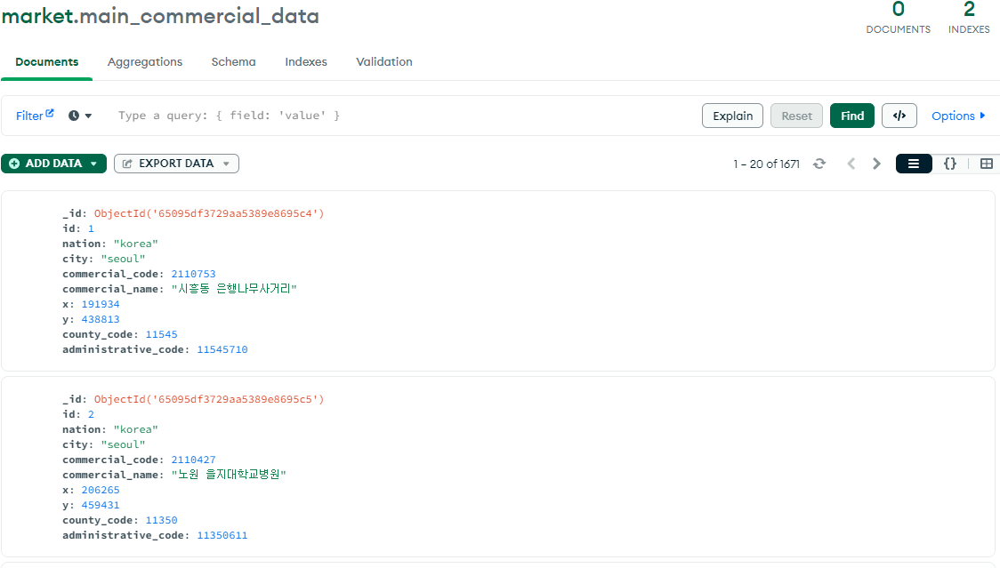 market.main_commercial_data
0
DOCUMENTS
2
INDEXES
Documents Aggregations Schema Indexes Validation
Filter Type a query: { field: 'value' } Explain Reset Find </> Options
ADD DATA EXPORT DATA 1 – 20 of 1671 {}
_id: ObjectId('65095df3729aa5389e8695c4')
id: 1
nation: "korea"
city: "seoul"
commercial_code: 2110753
commercial_name: "시흥동 은행나무사거리"
x: 191934
y: 438813
county_code: 11545
administrative_code: 11545710
_id: ObjectId('65095df3729aa5389e8695c5')
id: 2
nation: "korea"
city: "seoul"
commercial_code: 2110427
commercial_name: "노원 을지대학교병원"
x: 206265
y: 459431
county_code: 11350
administrative_code: 11350611